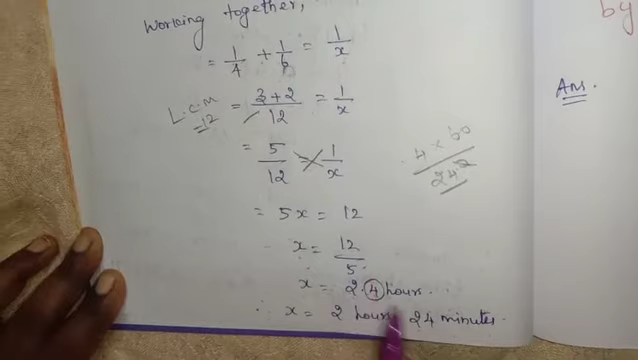 Working together,
= 1/4 + 1/6 = 1/x
L.C.M = 12
= 3+2/12 = 1/x
= 5/12 = 1/x
= 5x = 12
x = 12/5
x = 2.4 hours.
∴ x = 2 hours 24 minutes.
.4 × 60
24.2
by
Ans.